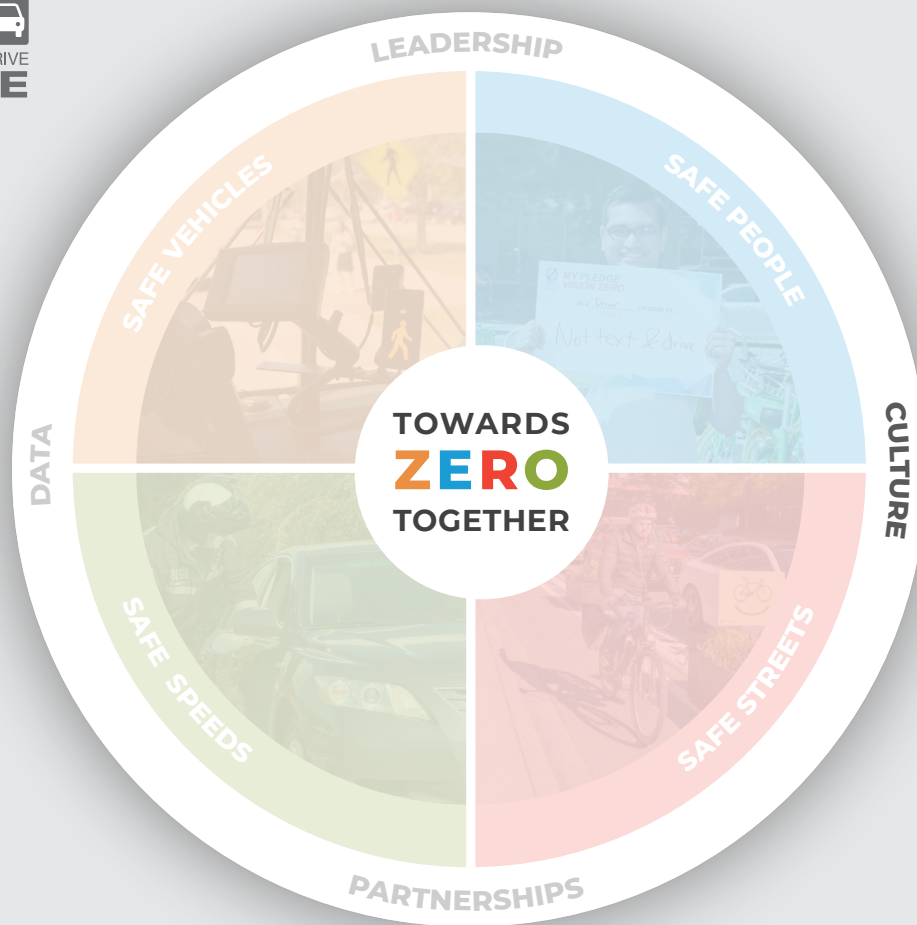 RIVE
E
LEADERSHIP
SAFE VEHICLES
SAFE PEOPLE
MY PLEDGE
VISION ZERO
Not text & drive
DATA
TOWARDS
ZERO
TOGETHER
CULTURE
SAFE SPEEDS
SAFE STREETS
PARTNERSHIPS